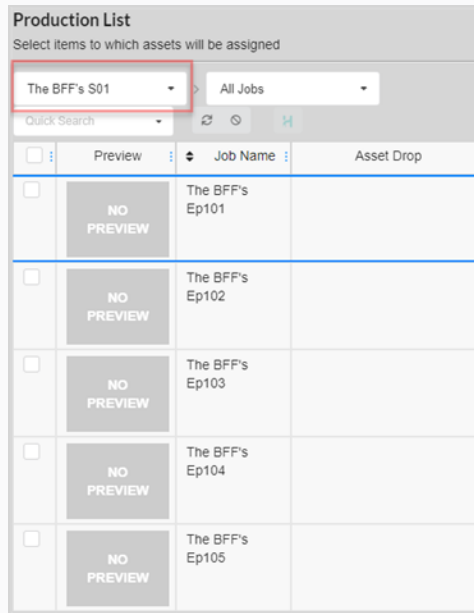 Production List
Select items to which assets will be assigned
The BFF's S01 > All Jobs
Quick Search
Preview Job Name Asset Drop
NO
PREVIEW
The BFF's
Ep101
NO
PREVIEW
The BFF's
Ep102
NO
PREVIEW
The BFF's
Ep103
NO
PREVIEW
The BFF's
Ep104
NO
PREVIEW
The BFF's
Ep105